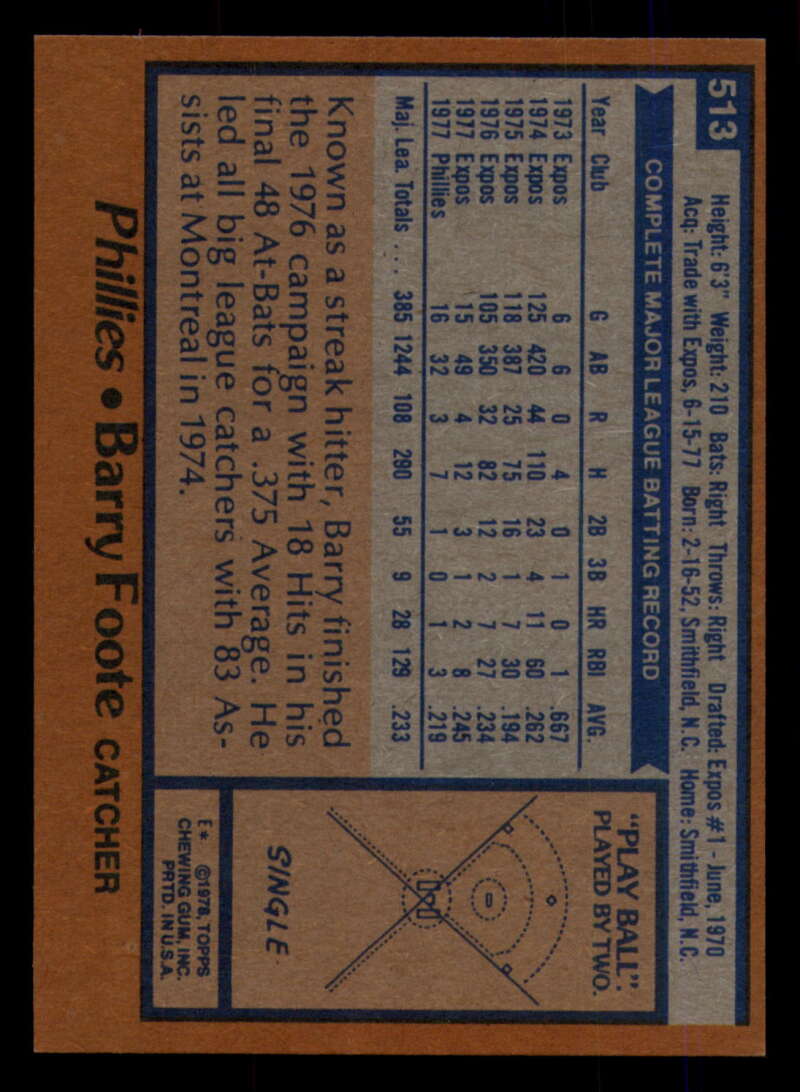 513
Height: 6'3" Weight: 210 Bats: Right Throws: Right Drafted: Expos #1 - June, 1970
Acq: Trade with Expos, 6-15-77 Born: 2-16-52, Smithfield, N.C. Home: Smithfield, N.C.
COMPLETE MAJOR LEAGUE BATTING RECORD
Year Club G AB R H 2B 3B HR RBI AVG.
1973 Expos 6 6 0 4 0 1 0 1 .667
1974 Expos 125 420 44 110 23 4 11 60 .262
1975 Expos 118 387 25 75 16 1 7 30 .194
1976 Expos 105 350 32 82 12 2 7 27 .234
1977 Expos 15 49 4 12 3 1 2 8 .245
1977 Phillies 16 32 3 7 1 0 1 3 .219
Maj. Lea. Totals ... 385 1244 108 290 55 9 28 129 .233
Known as a streak hitter, Barry finished
the 1976 campaign with 18 Hits in his
final 48 At-Bats for a .375 Average. He
led all big league catchers with 83 As-
sists at Montreal in 1974.
"PLAY BALL":
PLAYED BY TWO.
SINGLE
E* ©1978, TOPPS
CHEWING GUM, INC.
PRTD. IN U.S.A.
Phillies • Barry Foote CATCHER